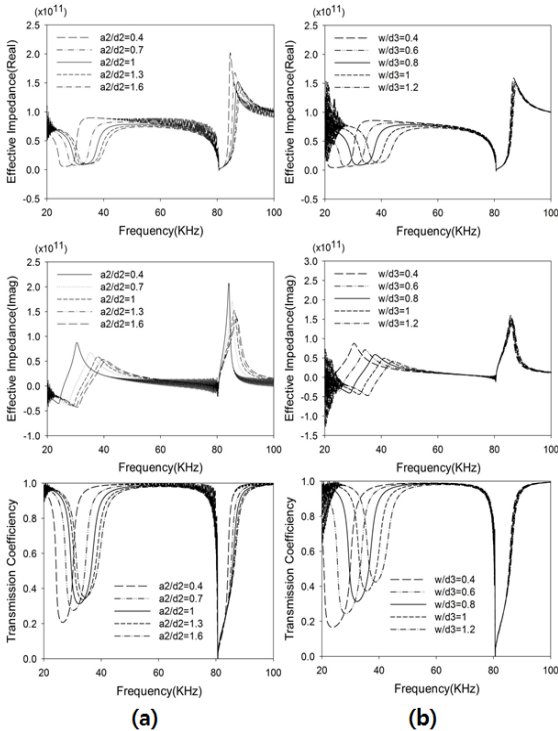 (x10¹¹)
Effective Impedance(Real)
2.5
2.0
1.5
1.0
0.5
0.0
-0.5
a2/d2=0.4
a2/d2=0.7
a2/d2=1
a2/d2=1.3
a2/d2=1.6
20 40 60 80 100
Frequency(KHz)
(x10¹¹)
Effective Impedance(Real)
2.5
2.0
1.5
1.0
0.5
0.0
-0.5
w/d3=0.4
w/d3=0.6
w/d3=0.8
w/d3=1
w/d3=1.2
20 40 60 80 100
Frequency(KHz)
(x10¹¹)
Effective Impedance(Imag)
2.5
2.0
1.5
1.0
0.5
0.0
-0.5
-1.0
a2/d2=0.4
a2/d2=0.7
a2/d2=1
a2/d2=1.3
a2/d2=1.6
20 40 60 80 100
Frequency(KHz)
(x10¹¹)
Effective Impedance(Imag)
3.0
2.5
2.0
1.5
1.0
0.5
0.0
-0.5
-1.0
-1.5
w/d3=0.4
w/d3=0.6
w/d3=0.8
w/d3=1
w/d3=1.2
20 40 60 80 100
Frequency(KHz)
Transmission Coefficiency
1.0
0.8
0.6
0.4
0.2
0.0
a2/d2=0.4
a2/d2=0.7
a2/d2=1
a2/d2=1.3
a2/d2=1.6
20 40 60 80 100
Frequency(KHz)
(a)
Transmission Coefficiency
1.0
0.8
0.6
0.4
0.2
0.0
w/d3=0.4
w/d3=0.6
w/d3=0.8
w/d3=1
w/d3=1.2
20 40 60 80 100
Frequency(KHz)
(b)